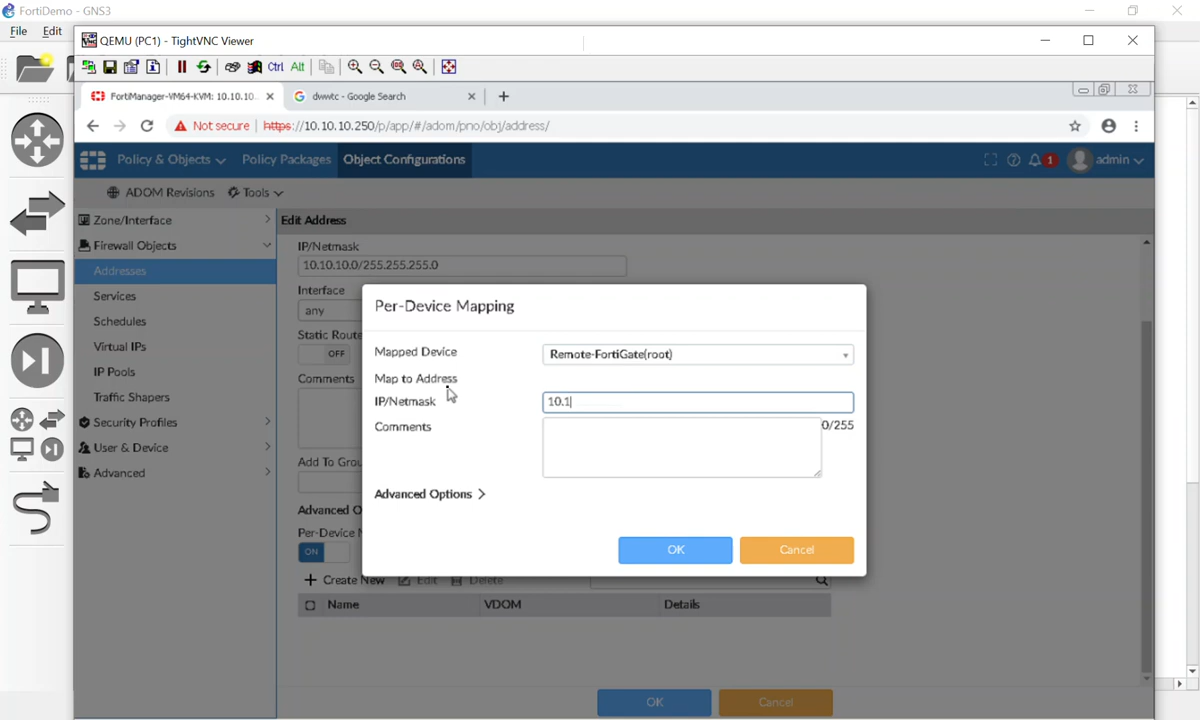 FortiDemo - GNS3
File Edit
QEMU (PC1) - TightVNC Viewer
Ctrl Alt
FortiManager-VM64-KVM: 10.10.10
dwwtc - Google Search
Not secure https://10.10.10.250/p/app/#/adom/pno/obj/address/
Policy & Objects Policy Packages Object Configurations 1 admin
ADOM Revisions Tools
Zone/Interface
Edit Address
Firewall Objects
Addresses
Services
Schedules
Virtual IPs
IP Pools
Traffic Shapers
Security Profiles
User & Device
Advanced
IP/Netmask
10.10.10.0/255.255.255.0
Interface
any
Static Route
OFF
Comments
Add To Grou
Advanced O
Per-Device M
ON
Create New Edit Delete
Name VDOM Details
OK Cancel
Per-Device Mapping
Mapped Device Remote-FortiGate(root)
Map to Address
IP/Netmask 10.1
Comments 0/255
Advanced Options >
OK Cancel